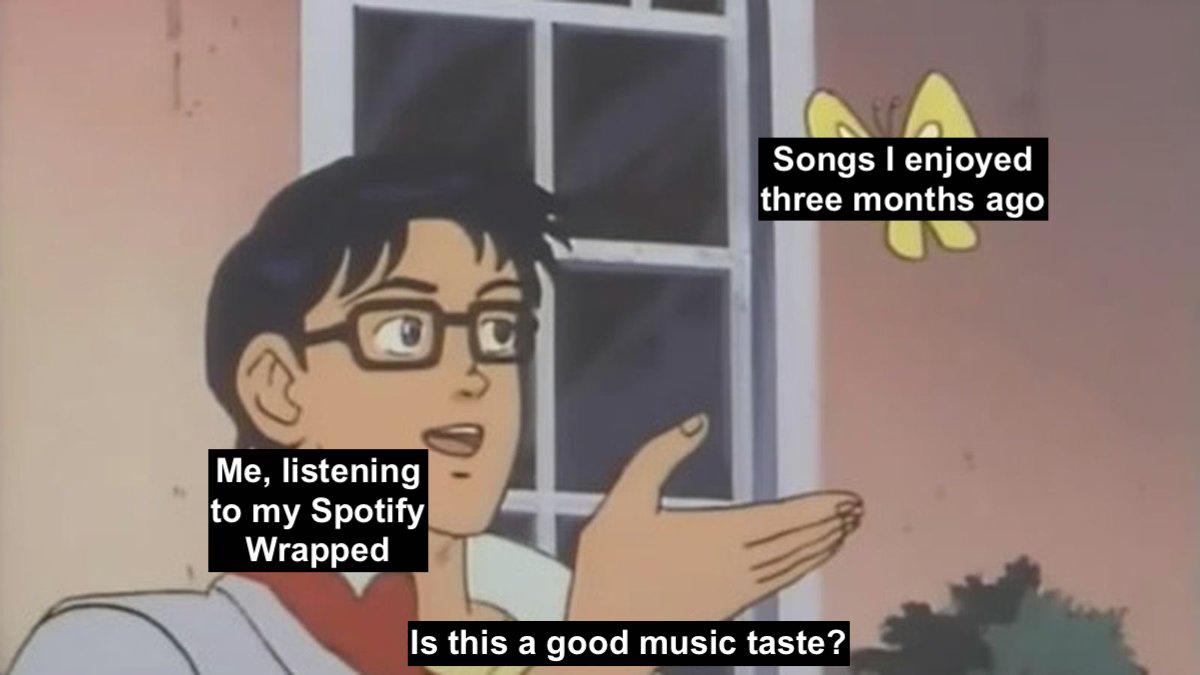 Songs I enjoyed
three months ago
Me, listening
to my Spotify
Wrapped
Is this a good music taste?